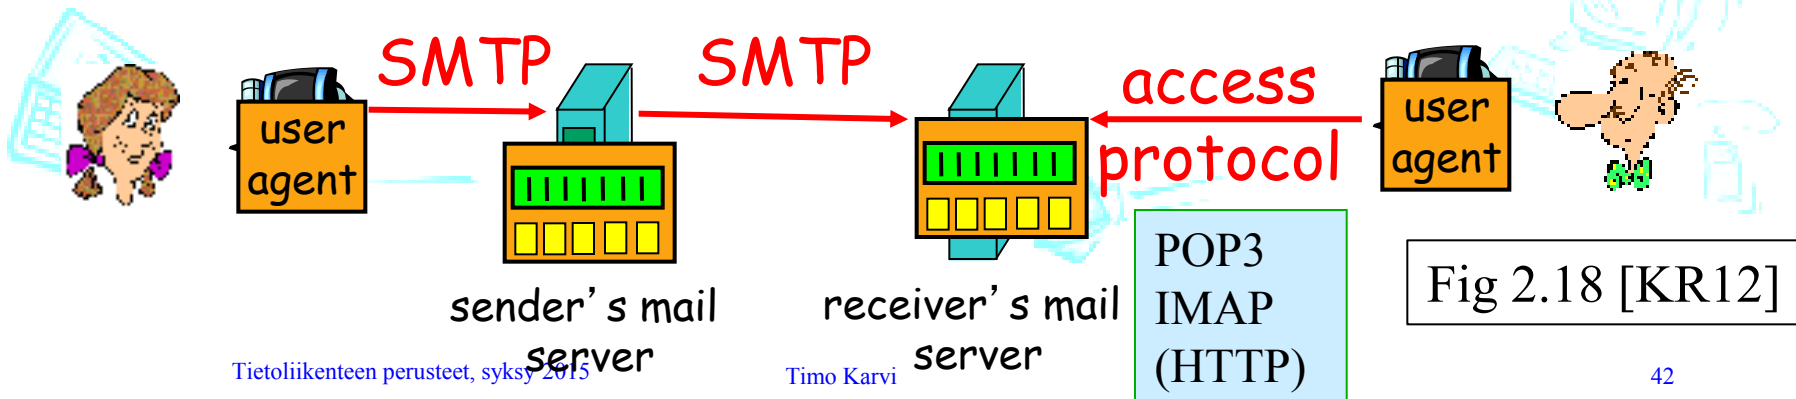 SMTP
SMTP
access
protocol
user
agent
user
agent
sender's mail
server
receiver's mail
server
POP3
IMAP
(HTTP)
Fig 2.18 [KR12]
Tietoliikenteen perusteet, syksy 2015
Timo Karvi
42